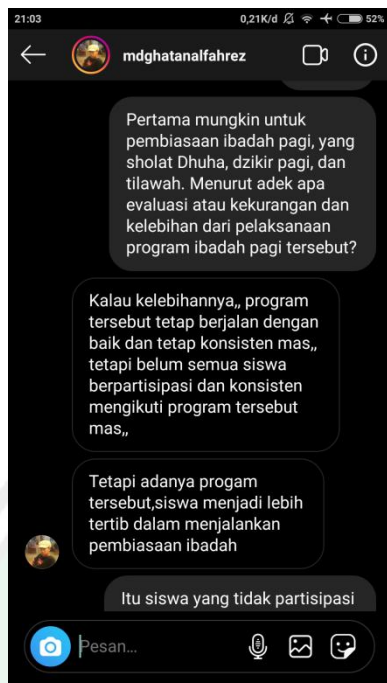 21:03 0,21K/d 52%
mdghatanalfahrez
Pertama mungkin untuk
pembiasaan ibadah pagi, yang
sholat Dhuha, dzikir pagi, dan
tilawah. Menurut adek apa
evaluasi atau kekurangan dan
kelebihan dari pelaksanaan
program ibadah pagi tersebut?
Kalau kelebihannya,, program
tersebut tetap berjalan dengan
baik dan tetap konsisten mas,,
tetapi belum semua siswa
berpartisipasi dan konsisten
mengikuti program tersebut
mas,,
Tetapi adanya progam
tersebut,siswa menjadi lebih
tertib dalam menjalankan
pembiasaan ibadah
Itu siswa yang tidak partisipasi
Pesan...